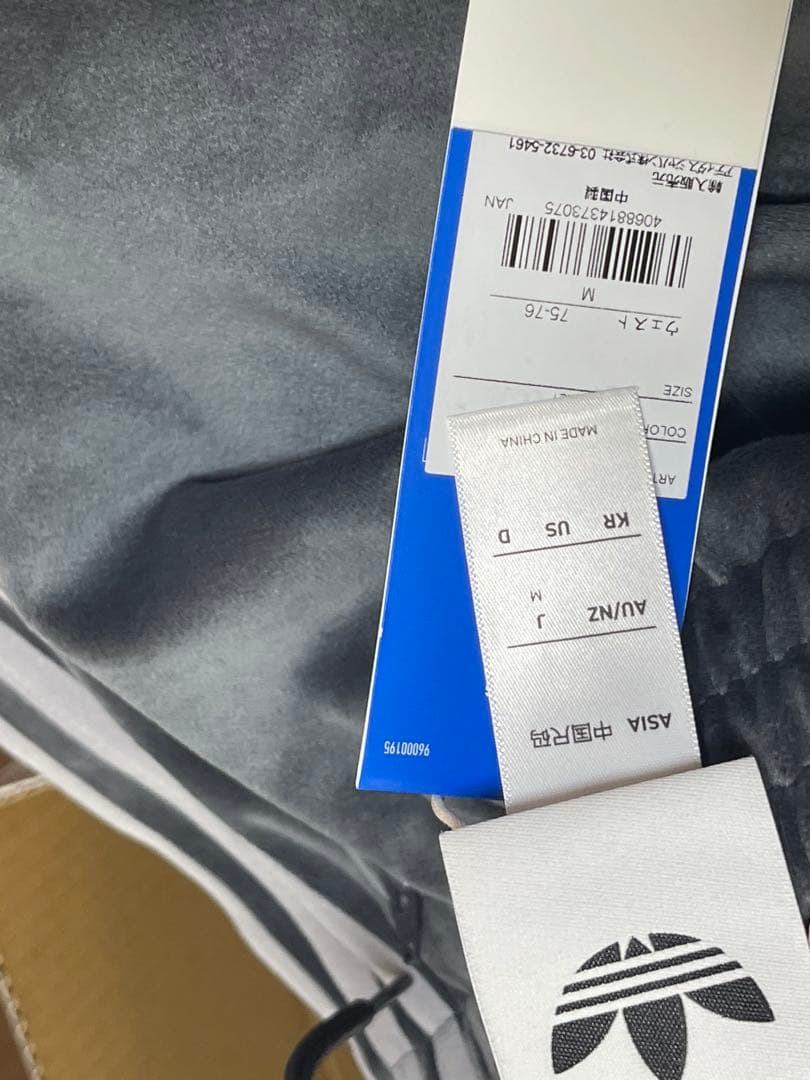 ART
COLOR
SIZE
ウエスト 75-76
M
4068814373075 JAN
中国製
輸入販売元
アディダス ジャパン株式会社 03-6732-5461
96000195
ASIA 中国尺码
AU/NZ J
M
KR US D
MADE IN CHINA